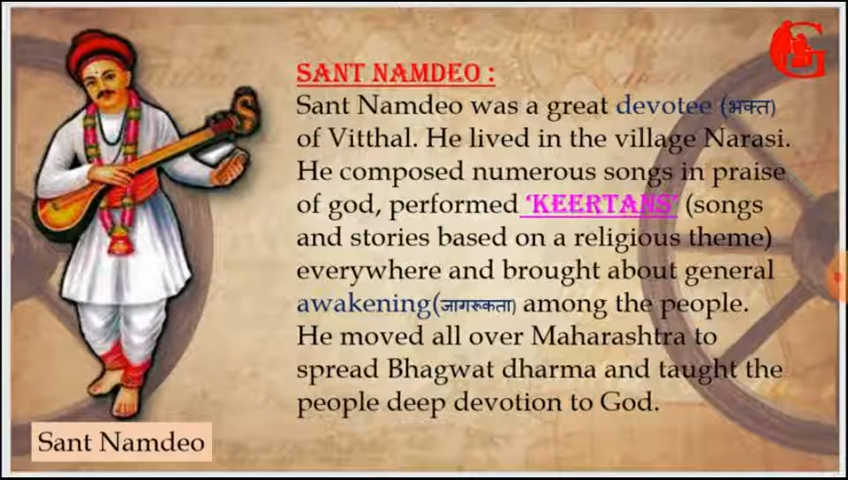 SANT NAMDEO :
Sant Namdeo was a great devotee (भक्त)
of Vitthal. He lived in the village Narasi.
He composed numerous songs in praise
of god, performed ‘KEERTANS’ (songs
and stories based on a religious theme)
everywhere and brought about general
awakening(जागरूकता) among the people.
He moved all over Maharashtra to
spread Bhagwat dharma and taught the
people deep devotion to God.
Sant Namdeo